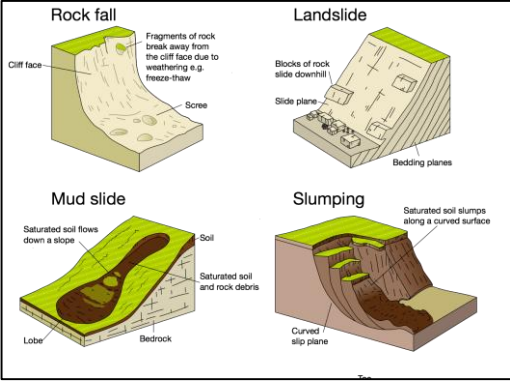 Rock fall
Fragments of rock
break away from
the cliff face due to
weathering e.g.
freeze-thaw
Cliff face
Scree
Landslide
Blocks of rock
slide downhill
Slide plane
Bedding planes
Mud slide
Saturated soil flows
down a slope
Soil
Saturated soil
and rock debris
Lobe
Bedrock
Slumping
Saturated soil slumps
along a curved surface
Curved
slip plane